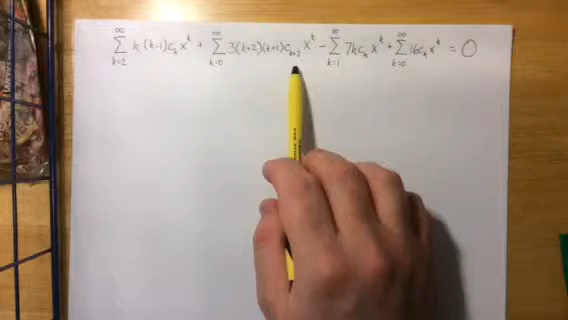 ∑_{k=2}^{∞} k(k-1)c_k x^k + ∑_{k=0}^{∞} 3(k+2)(k+1)c_{k+2} x^k - ∑_{k=1}^{∞} 7kc_k x^k + ∑_{k=0}^{∞} 16c_k x^k = 0